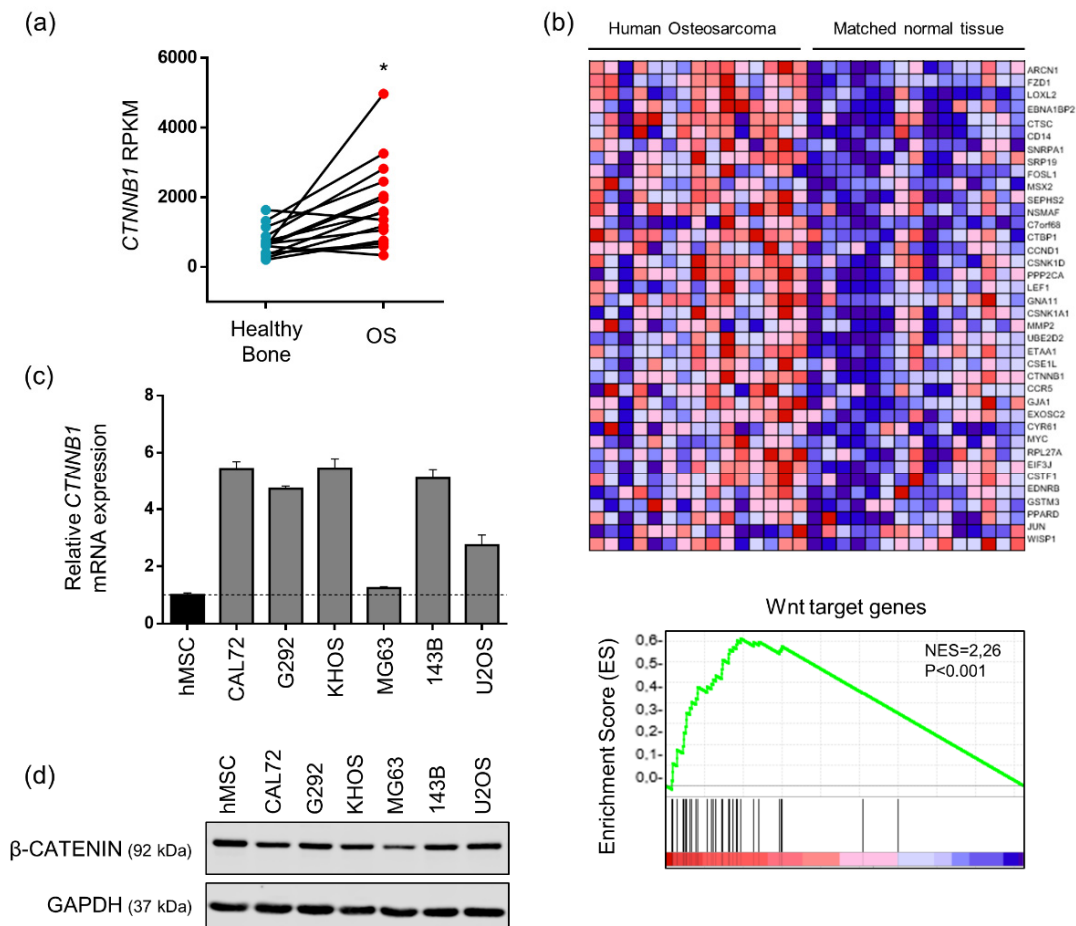 (a)
6000
4000
2000
0
CTNNB1 RPKM
*
Healthy
Bone
OS
(b)
Human Osteosarcoma
Matched normal tissue
ARCN1
FZD1
LOXL2
EBNA1BP2
CTSC
CD14
SNRPA1
SRP19
FOSL1
MSX2
SEPHS2
NSMAF
C7orf68
CTBP1
CCND1
CSNK1D
PPP2CA
LEF1
GNA11
CSNK1A1
MMP2
UBE2D2
ETAA1
CSE1L
CTNNB1
CCR5
GJA1
EXOSC2
CYR61
MYC
RPL27A
EIF3J
CSTF1
EDNRB
GSTM3
PPARD
JUN
WISP1
Wnt target genes
NES=2,26
P<0.001
Enrichment Score (ES)
0,6
0,5
0,4
0,3
0,2
0,1
0,0
(c)
Relative CTNNB1
mRNA expression
8
6
4
2
0
hMSC
CAL72
G292
KHOS
MG63
143B
U2OS
(d)
hMSC
CAL72
G292
KHOS
MG63
143B
U2OS
β-CATENIN (92 kDa)
GAPDH (37 kDa)